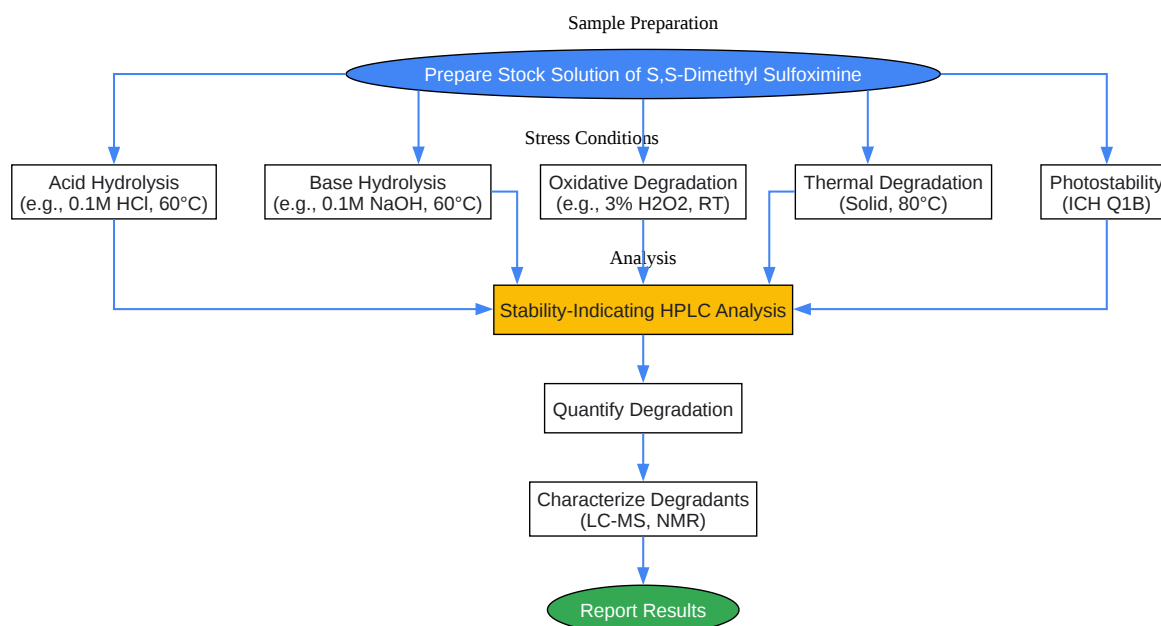 Sample Preparation
Prepare Stock Solution of S,S-Dimethyl Sulfoximine
Stress Conditions
Acid Hydrolysis
(e.g., 0.1M HCl, 60°C)
Base Hydrolysis
(e.g., 0.1M NaOH, 60°C)
Oxidative Degradation
(e.g., 3% H2O2, RT)
Thermal Degradation
(Solid, 80°C)
Photostability
(ICH Q1B)
Analysis
Stability-Indicating HPLC Analysis
Quantify Degradation
Characterize Degradants
(LC-MS, NMR)
Report Results